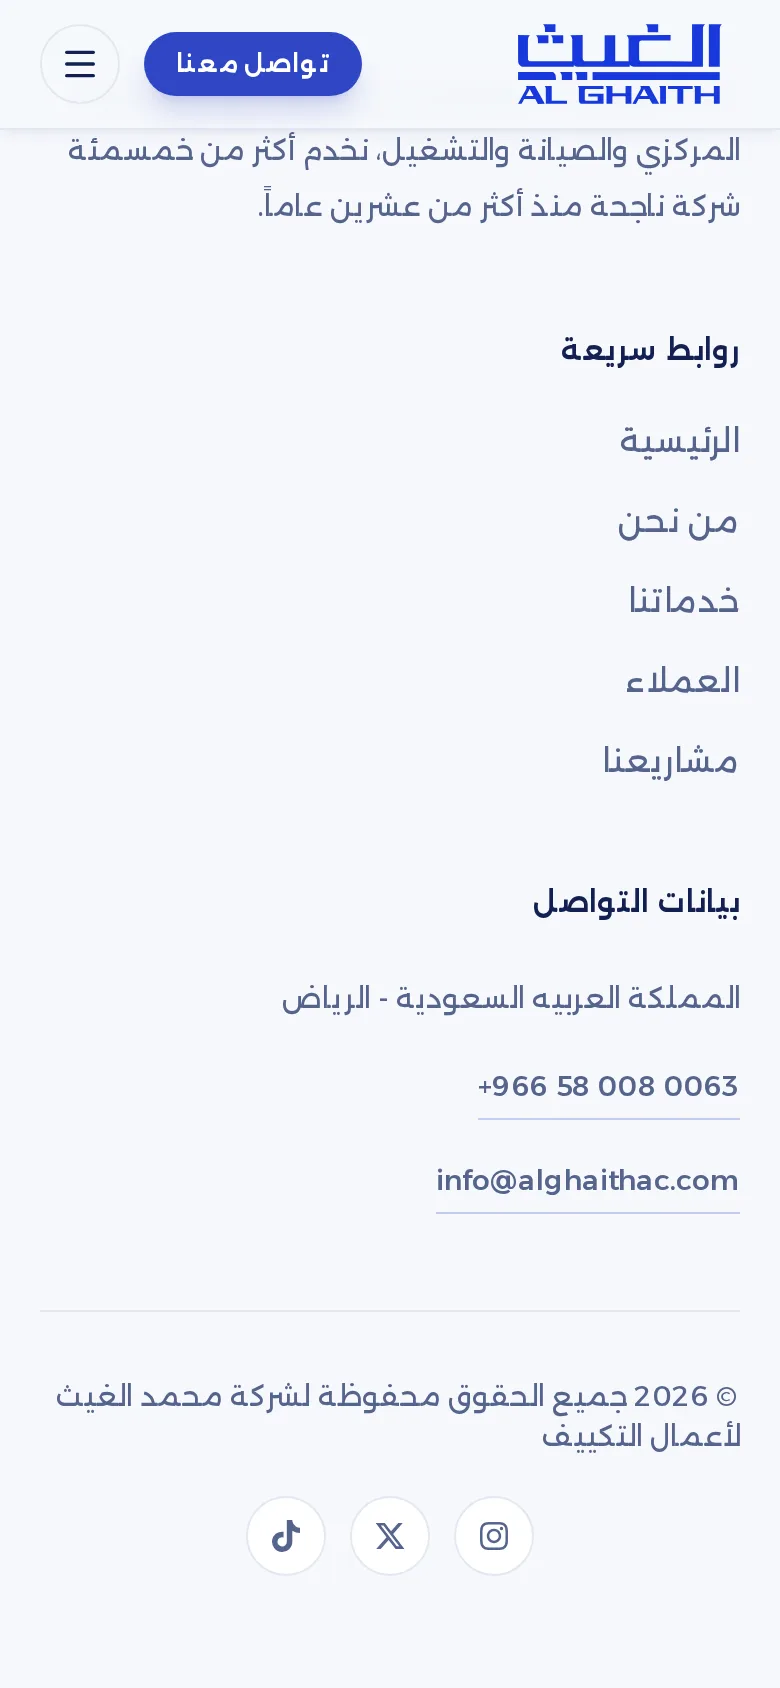 الغيث
AL GHAITH
تواصل معنا
المركزي والصيانة والتشغيل، نخدم أكثر من خمسمئة
شركة ناجحة منذ أكثر من عشرين عاماً.
روابط سريعة
الرئيسية
من نحن
خدماتنا
العملاء
مشاريعنا
بيانات التواصل
المملكة العربيه السعودية - الرياض
+966 58 008 0063
info@alghaithac.com
© 2026 جميع الحقوق محفوظة لشركة محمد الغيث
لأعمال التكييف